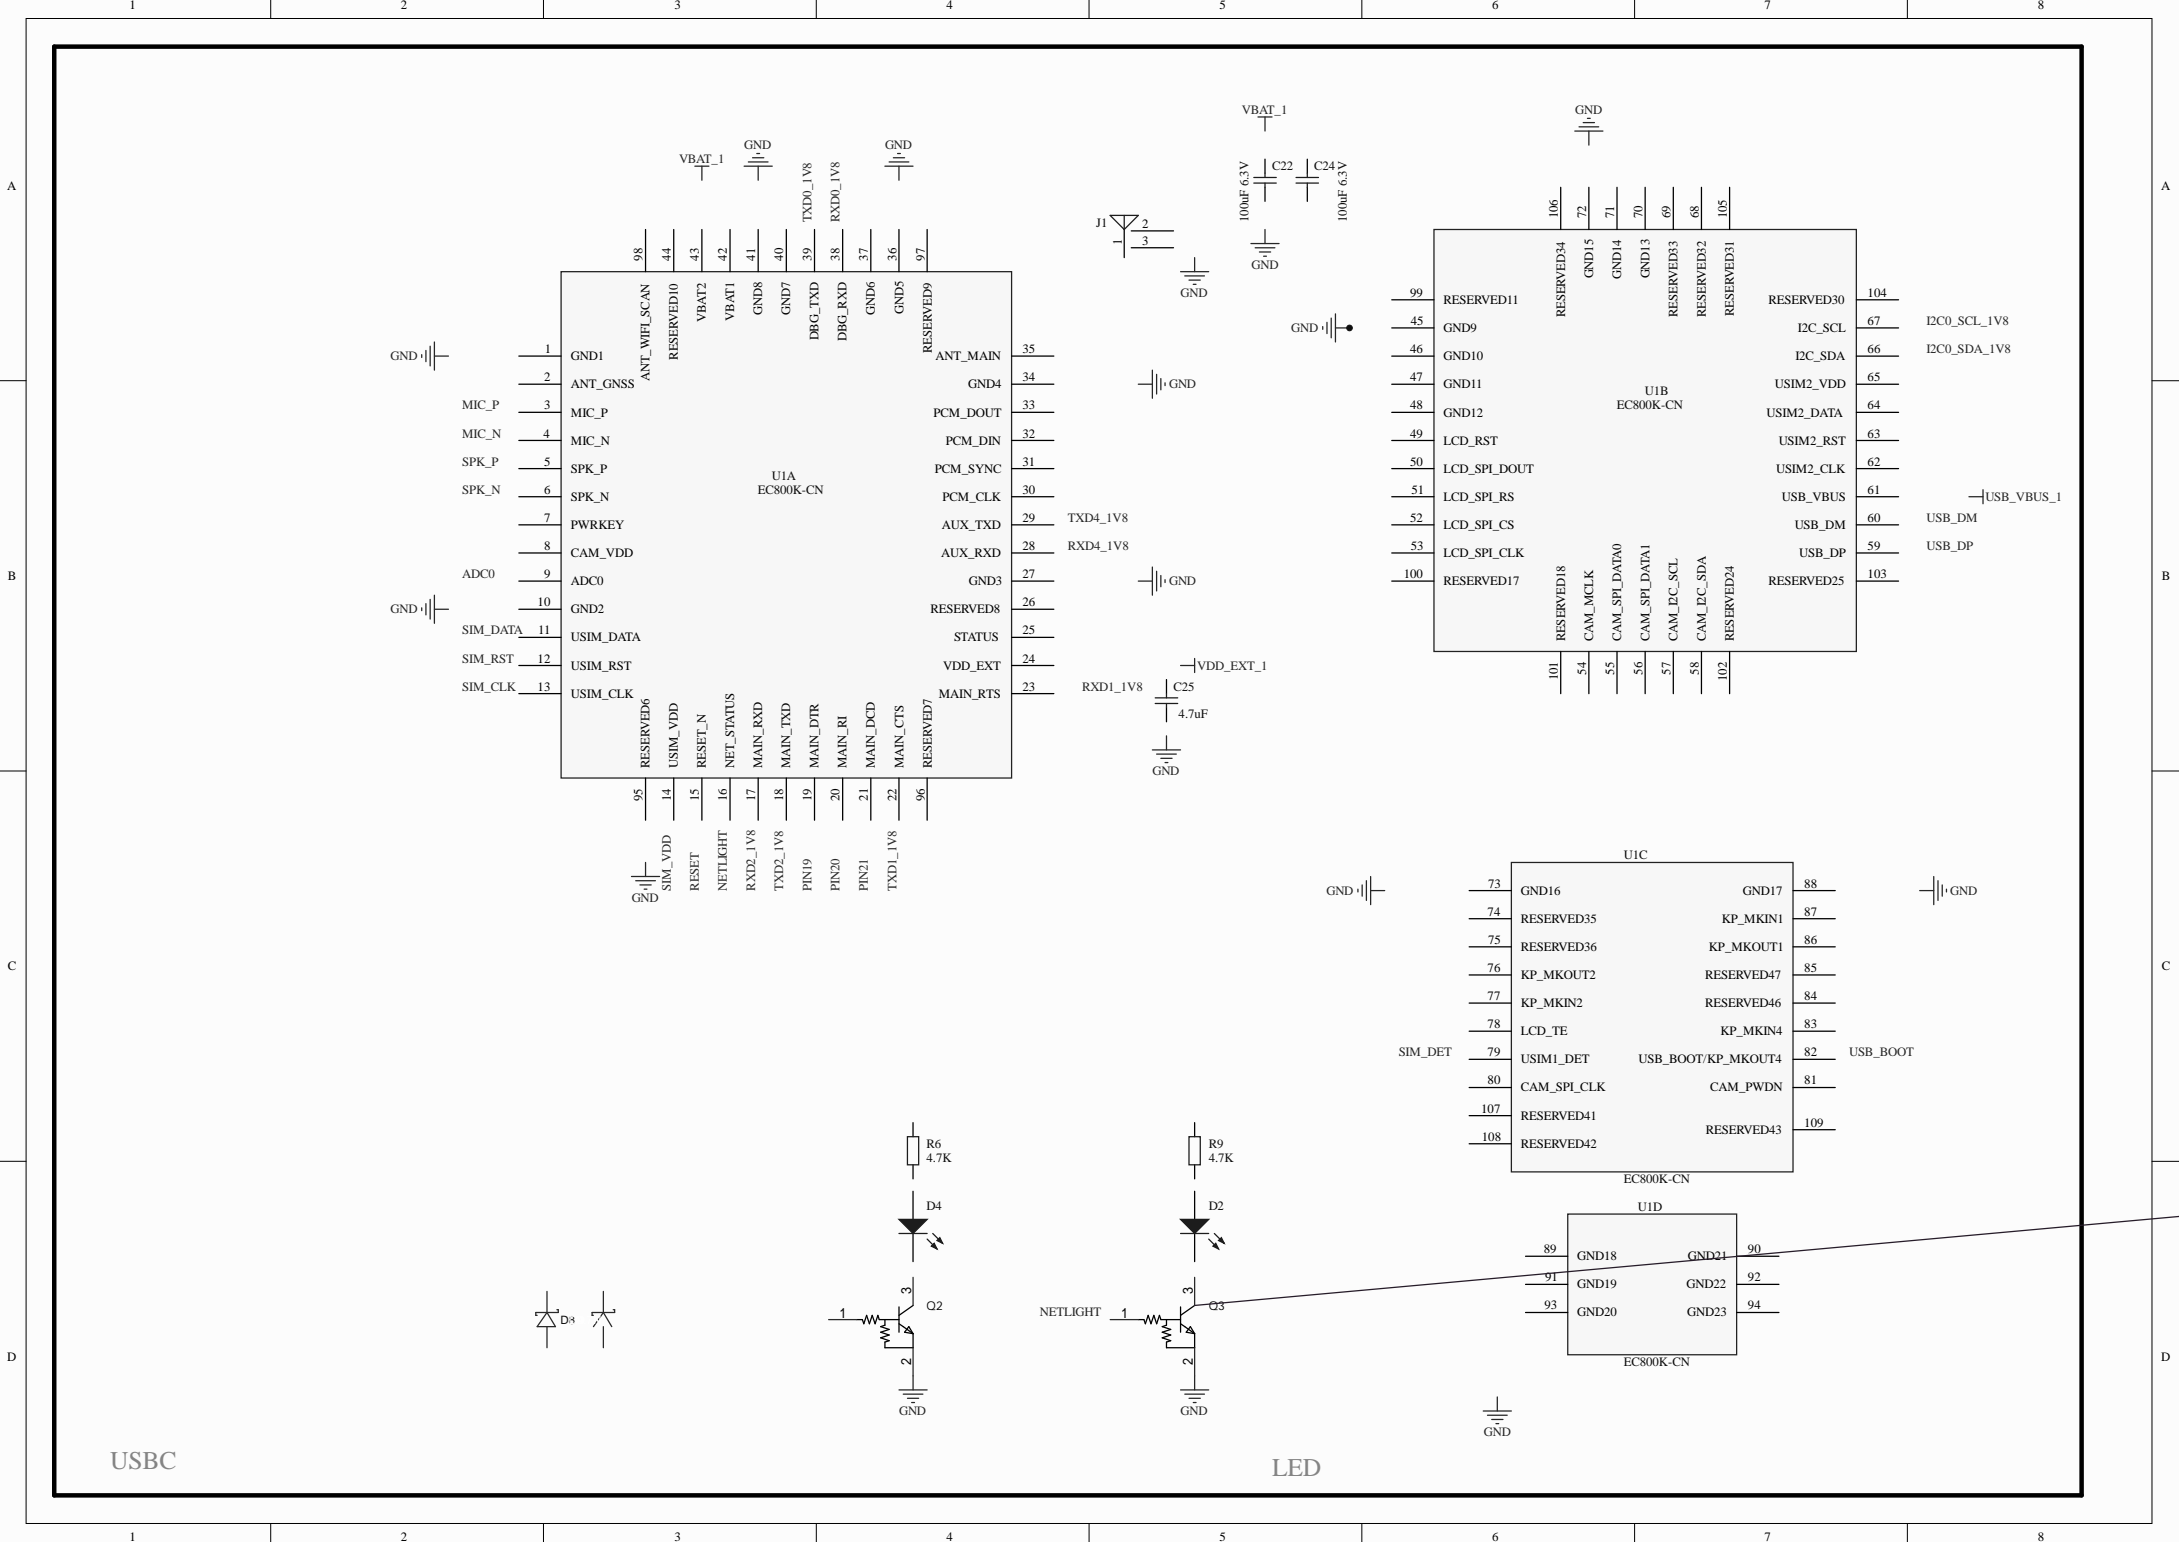 1 2 3 4 5 6 7 8
A A
B B
C C
D D
VBAT_1
GND
TXD0_1V8
RXD0_1V8
GND
98 44 43 42 41 40 39 38 37 36 97
ANT_WIFI_SCAN
RESERVED10
VBAT2
VBAT1
GND8
GND7
DBG_TXD
DBG_RXD
GND6
GND5
RESERVED9
GND 1 GND1
2 ANT_GNSS
MIC_P 3 MIC_P
MIC_N 4 MIC_N
SPK_P 5 SPK_P
SPK_N 6 SPK_N
7 PWRKEY
8 CAM_VDD
ADC0 9 ADC0
GND 10 GND2
SIM_DATA 11 USIM_DATA
SIM_RST 12 USIM_RST
SIM_CLK 13 USIM_CLK
U1A
EC800K-CN
ANT_MAIN 35
GND4 34 GND
PCM_DOUT 33
PCM_DIN 32
PCM_SYNC 31
PCM_CLK 30
AUX_TXD 29 TXD4_1V8
AUX_RXD 28 RXD4_1V8
GND3 27 GND
RESERVED8 26
STATUS 25
VDD_EXT 24 VDD_EXT_1
MAIN_RTS 23 RXD1_1V8
C25
4.7uF
GND
RESERVED6
USIM_VDD
RESET_N
NET_STATUS
MAIN_RXD
MAIN_TXD
MAIN_DTR
MAIN_RI
MAIN_DCD
MAIN_CTS
RESERVED7
95 14 15 16 17 18 19 20 21 22 96
GND
SIM_VDD
RESET
NETLIGHT
RXD2_1V8
TXD2_1V8
PIN19
PIN20
PIN21
TXD1_1V8
J1
1
2
3
GND
VBAT_1
100uF 6.3V
C22
C24
100uF 6.3V
GND
GND
106 72 71 70 69 68 105
RESERVED34
GND15
GND14
GND13
RESERVED33
RESERVED32
RESERVED31
99 RESERVED11
GND 45 GND9
46 GND10
47 GND11
48 GND12
49 LCD_RST
50 LCD_SPI_DOUT
51 LCD_SPI_RS
52 LCD_SPI_CS
53 LCD_SPI_CLK
100 RESERVED17
U1B
EC800K-CN
RESERVED30 104
I2C_SCL 67 I2C0_SCL_1V8
I2C_SDA 66 I2C0_SDA_1V8
USIM2_VDD 65
USIM2_DATA 64
USIM2_RST 63
USIM2_CLK 62
USB_VBUS 61 USB_VBUS_1
USB_DM 60 USB_DM
USB_DP 59 USB_DP
RESERVED25 103
RESERVED18
CAM_MCLK
CAM_SPI_DATA0
CAM_SPI_DATA1
CAM_I2C_SCL
CAM_I2C_SDA
RESERVED24
101 54 55 56 57 58 102
U1C
GND 73 GND16
74 RESERVED35
75 RESERVED36
76 KP_MKOUT2
77 KP_MKIN2
78 LCD_TE
SIM_DET 79 USIM1_DET
80 CAM_SPI_CLK
107 RESERVED41
108 RESERVED42
GND17 88 GND
KP_MKIN1 87
KP_MKOUT1 86
RESERVED47 85
RESERVED46 84
KP_MKIN4 83
USB_BOOT/KP_MKOUT4 82 USB_BOOT
CAM_PWDN 81
RESERVED43 109
EC800K-CN
U1D
89 GND18 GND21 90
91 GND19 GND22 92
93 GND20 GND23 94
EC800K-CN
GND
R6
4.7K
D4
3
Q2
1
2
GND
R9
4.7K
D2
3
Q3
NETLIGHT 1
2
GND
USBC
LED
1 2 3 4 5 6 7 8